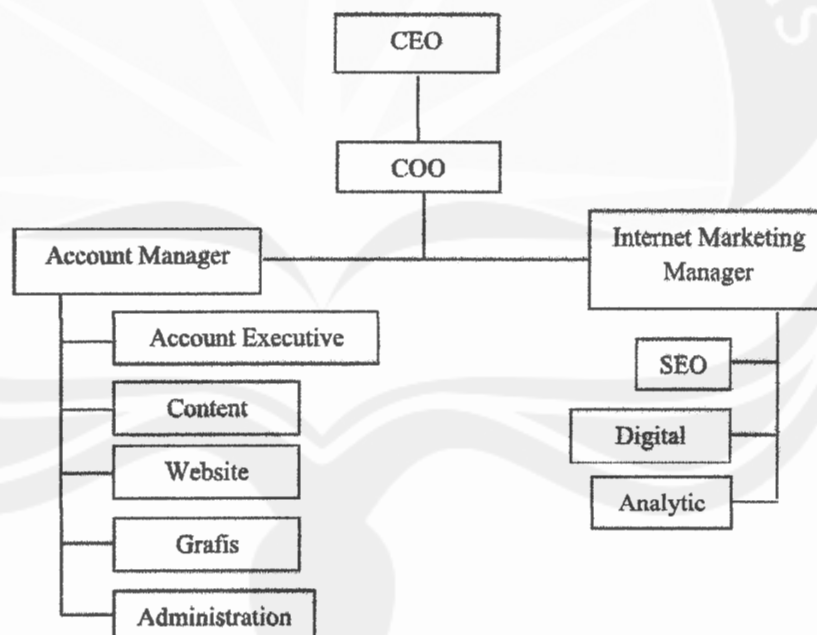 CEO
COO
Account Manager
Internet Marketing
Manager
Account Executive
SEO
Content
Digital
Website
Analytic
Grafis
Administration